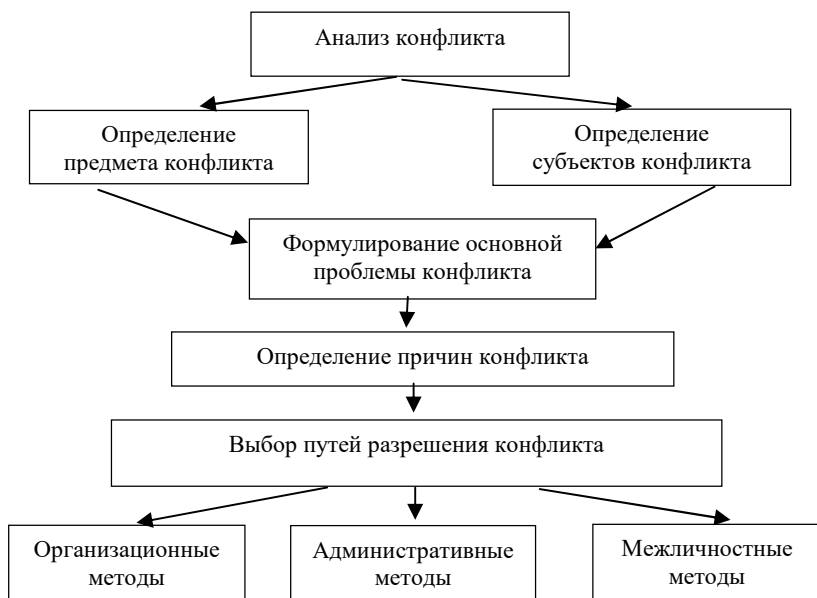 Анализ конфликта
Определение
предмета конфликта
Определение
субъектов конфликта
Формулирование основной
проблемы конфликта
Определение причин конфликта
Выбор путей разрешения конфликта
Организационные
методы
Административные
методы
Межличностные
методы